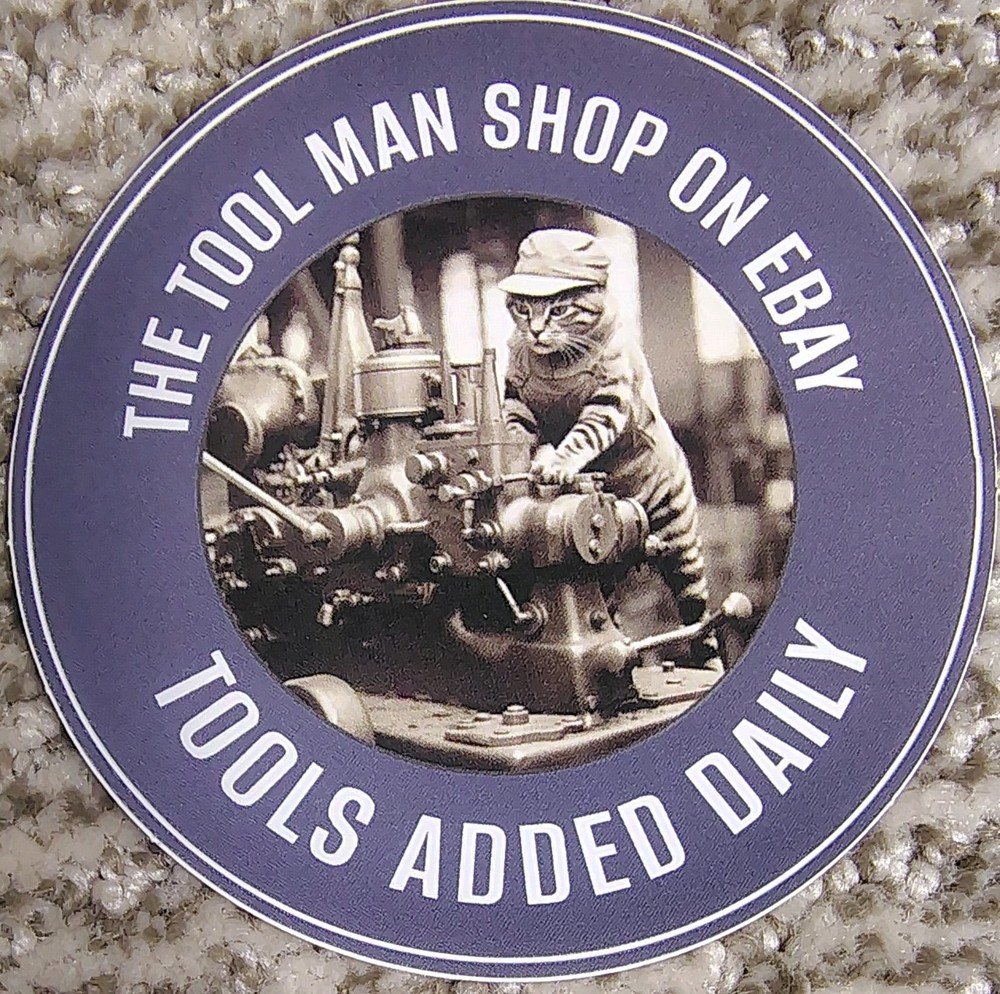 THE TOOL MAN SHOP ON EBAY
TOOLS ADDED DAILY